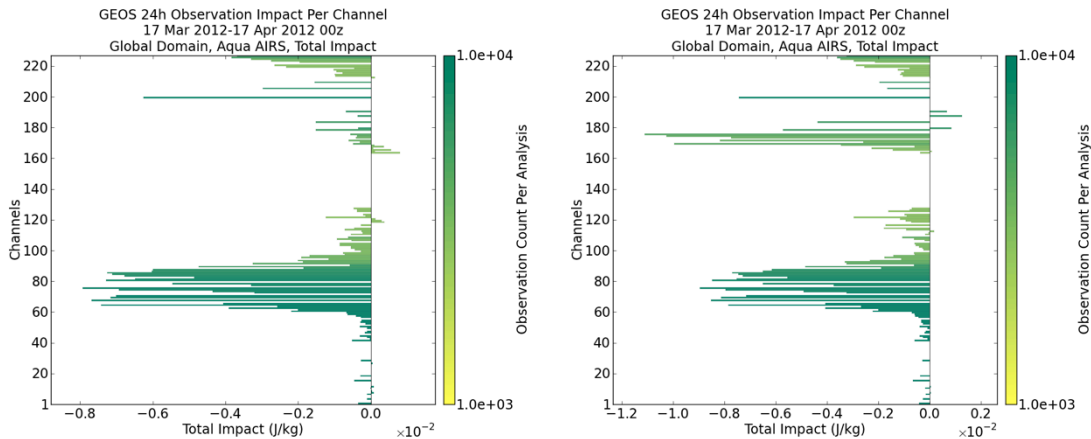 GEOS 24h Observation Impact Per Channel
17 Mar 2012-17 Apr 2012 00z
Global Domain, Aqua AIRS, Total Impact
220
200
180
160
140
120
100
80
60
40
20
1
Channels
−0.8
−0.6
−0.4
−0.2
0.0
Total Impact (J/kg)
×10⁻²
1.0e+04
1.0e+03
Observation Count Per Analysis
GEOS 24h Observation Impact Per Channel
17 Mar 2012-17 Apr 2012 00z
Global Domain, Aqua AIRS, Total Impact
220
200
180
160
140
120
100
80
60
40
20
1
Channels
−1.2
−1.0
−0.8
−0.6
−0.4
−0.2
0.0
0.2
Total Impact (J/kg)
×10⁻²
1.0e+04
1.0e+03
Observation Count Per Analysis